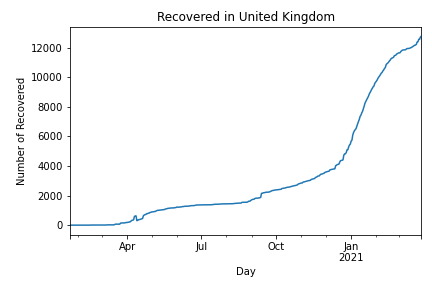 Recovered in United Kingdom
Number of Recovered
12000
10000
8000
6000
4000
2000
0
Apr
Jul
Oct
Jan
2021
Day